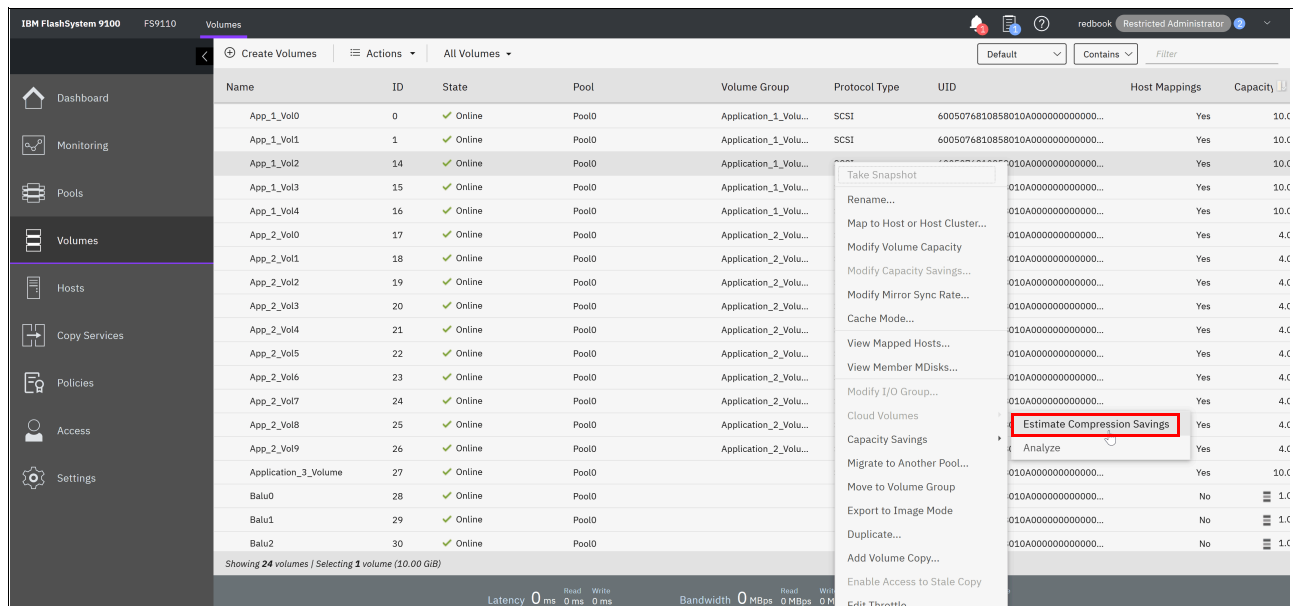 IBM FlashSystem 9100 FS9110 Volumes 1 1 redbook Restricted Administrator 2
Create Volumes Actions All Volumes Default Contains Filter
Name ID State Pool Volume Group Protocol Type UID Host Mappings Capacity
Dashboard
Monitoring
Pools
Volumes
Hosts
Copy Services
Policies
Access
Settings
App_1_Vol0 0 Online Pool0 Application_1_Volu... SCSI 6005076810858010A000000000000... Yes 10.0
App_1_Vol1 1 Online Pool0 Application_1_Volu... SCSI 6005076810858010A000000000000... Yes 10.0
App_1_Vol2 14 Online Pool0 Application_1_Volu... Yes 10.0
App_1_Vol3 15 Online Pool0 Application_1_Volu... 010A000000000000... Yes 10.0
App_1_Vol4 16 Online Pool0 Application_1_Volu... 010A000000000000... Yes 10.0
App_2_Vol0 17 Online Pool0 Application_2_Volu... 010A000000000000... Yes 4.0
App_2_Vol1 18 Online Pool0 Application_2_Volu... 010A000000000000... Yes 4.0
App_2_Vol2 19 Online Pool0 Application_2_Volu... 010A000000000000... Yes 4.0
App_2_Vol3 20 Online Pool0 Application_2_Volu... 010A000000000000... Yes 4.0
App_2_Vol4 21 Online Pool0 Application_2_Volu... 010A000000000000... Yes 4.0
App_2_Vol5 22 Online Pool0 Application_2_Volu... 010A000000000000... Yes 4.0
App_2_Vol6 23 Online Pool0 Application_2_Volu... 010A000000000000... Yes 4.0
App_2_Vol7 24 Online Pool0 Application_2_Volu... 010A000000000000... Yes 4.0
App_2_Vol8 25 Online Pool0 Application_2_Volu... Yes 4.0
App_2_Vol9 26 Online Pool0 Application_2_Volu... Yes 4.0
Application_3_Volume 27 Online Pool0 010A000000000000... Yes 10.0
Balu0 28 Online Pool0 010A000000000000... No 1.0
Balu1 29 Online Pool0 010A000000000000... No 1.0
Balu2 30 Online Pool0 010A000000000000... No 1.0
Take Snapshot
Rename...
Map to Host or Host Cluster...
Modify Volume Capacity
Modify Capacity Savings...
Modify Mirror Sync Rate...
Cache Mode...
View Mapped Hosts...
View Member MDisks...
Modify I/O Group...
Cloud Volumes
Capacity Savings
Migrate to Another Pool...
Move to Volume Group
Export to Image Mode
Duplicate...
Add Volume Copy...
Enable Access to Stale Copy
Edit Throttle
Estimate Compression Savings
Analyze
Showing 24 volumes | Selecting 1 volume (10.00 GiB)
Latency 0 ms Read 0 ms Write 0 ms Bandwidth 0 MBps Read 0 MBps